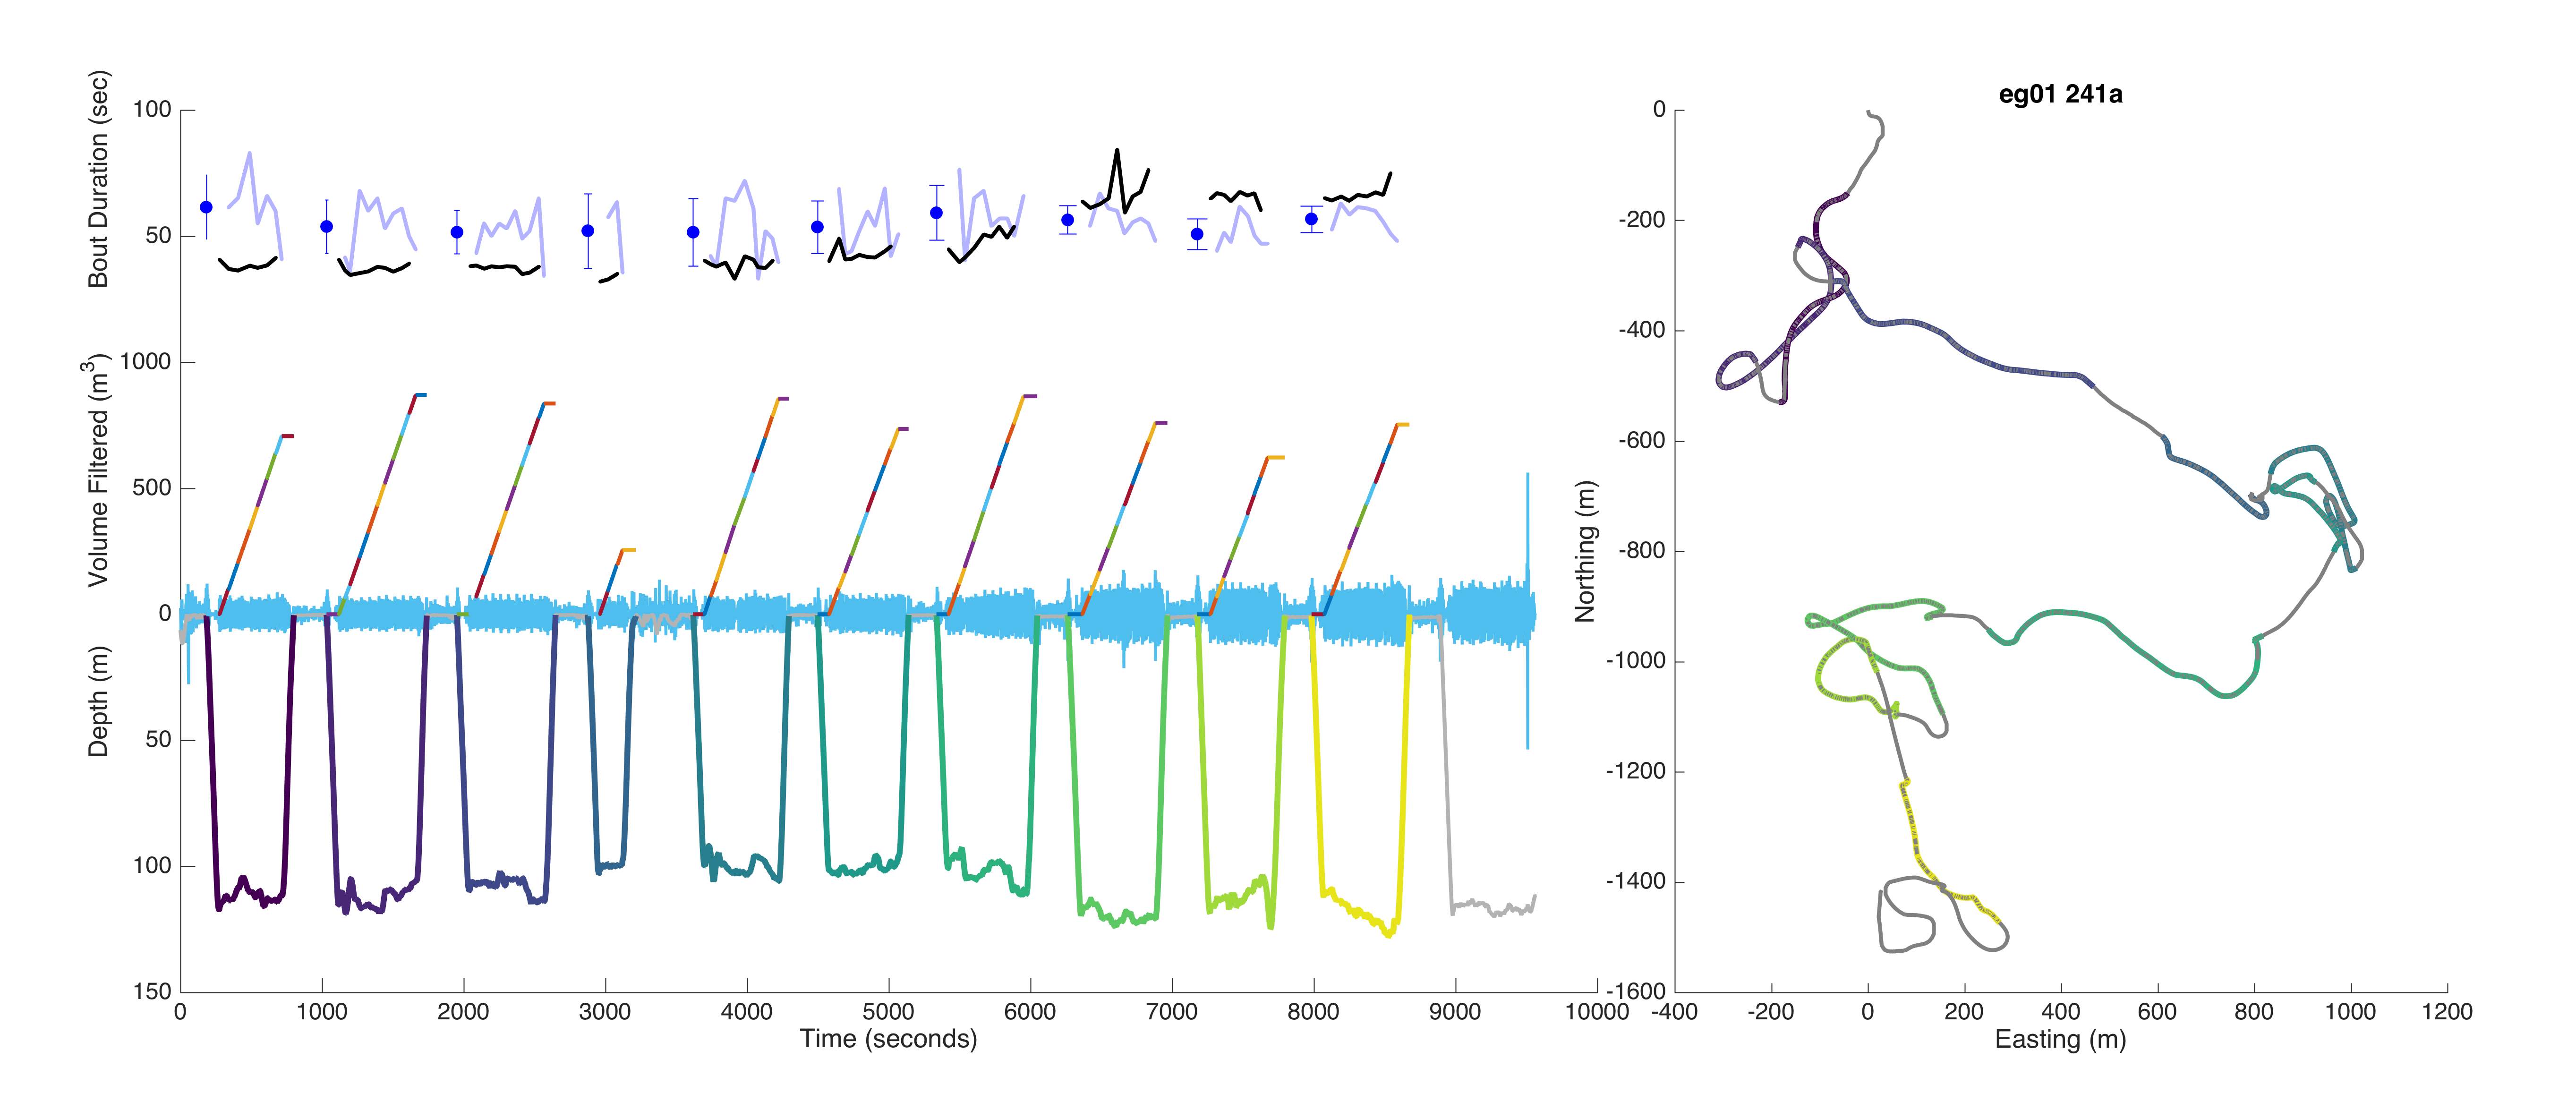 eg01 241a
Bout Duration (sec)
100
50
Volume Filtered (m3)
1000
500
0
Depth (m)
50
100
150
0 1000 2000 3000 4000 5000 6000 7000 8000 9000 10000
Time (seconds)
Northing (m)
0
-200
-400
-600
-800
-1000
-1200
-1400
-1600
-400 -200 0 200 400 600 800 1000 1200
Easting (m)